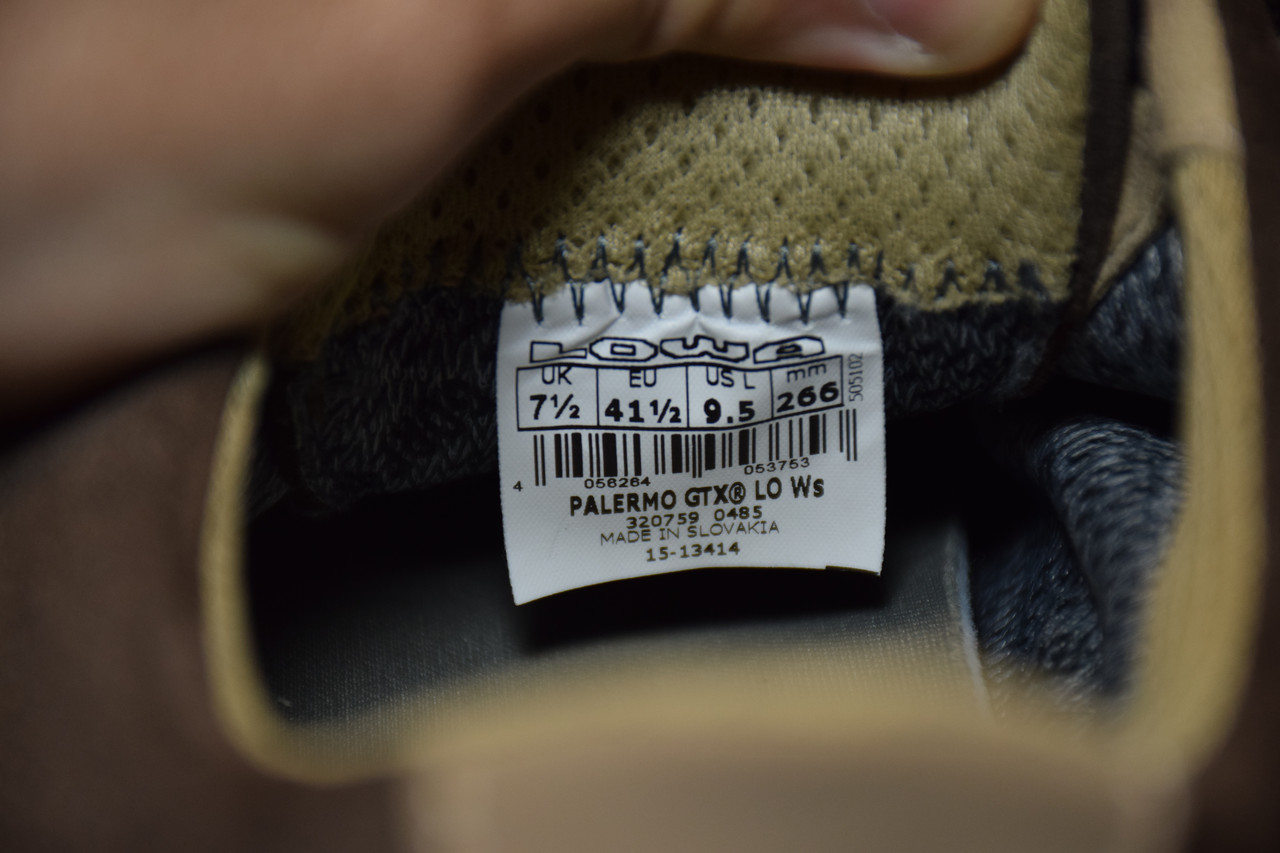 LOWA
UK EU US L mm
7½ 41½ 9.5 266
505102
4 056264 053753
PALERMO GTX® LO Ws
320759 0485
MADE IN SLOVAKIA
15-13414